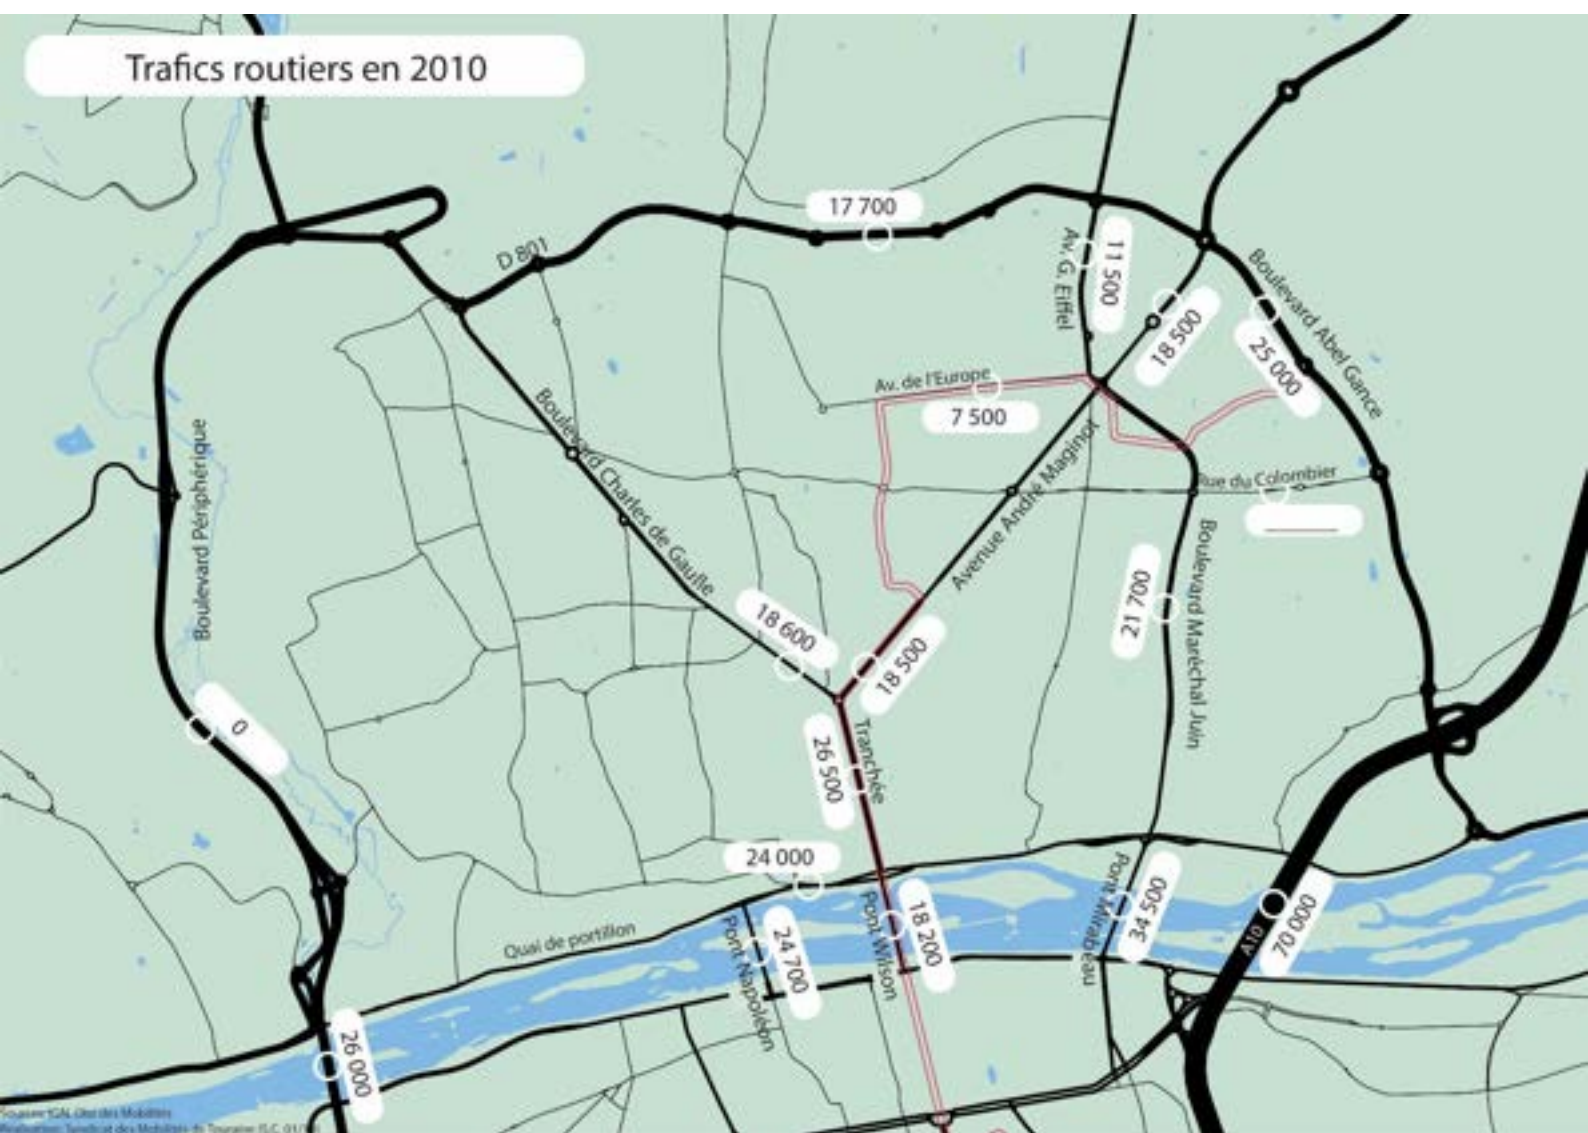 Trafics routiers en 2010
17 700
D 801
Av. G. Eiffel
11 500
18 500
Boulevard Abel Gance
25 000
Av. de l'Europe
7 500
Boulevard Charles de Gaulle
Avenue André Maginot
Rue du Colombier
Boulevard Périphérique
21 700
Boulevard Maréchal Juin
18 600
18 500
0
26 500
Tranchée
24 000
Quai de portillon
Pont Napoléon
24 700
Pont Wilson
18 200
Pont Mirabeau
34 500
A10
70 000
26 000